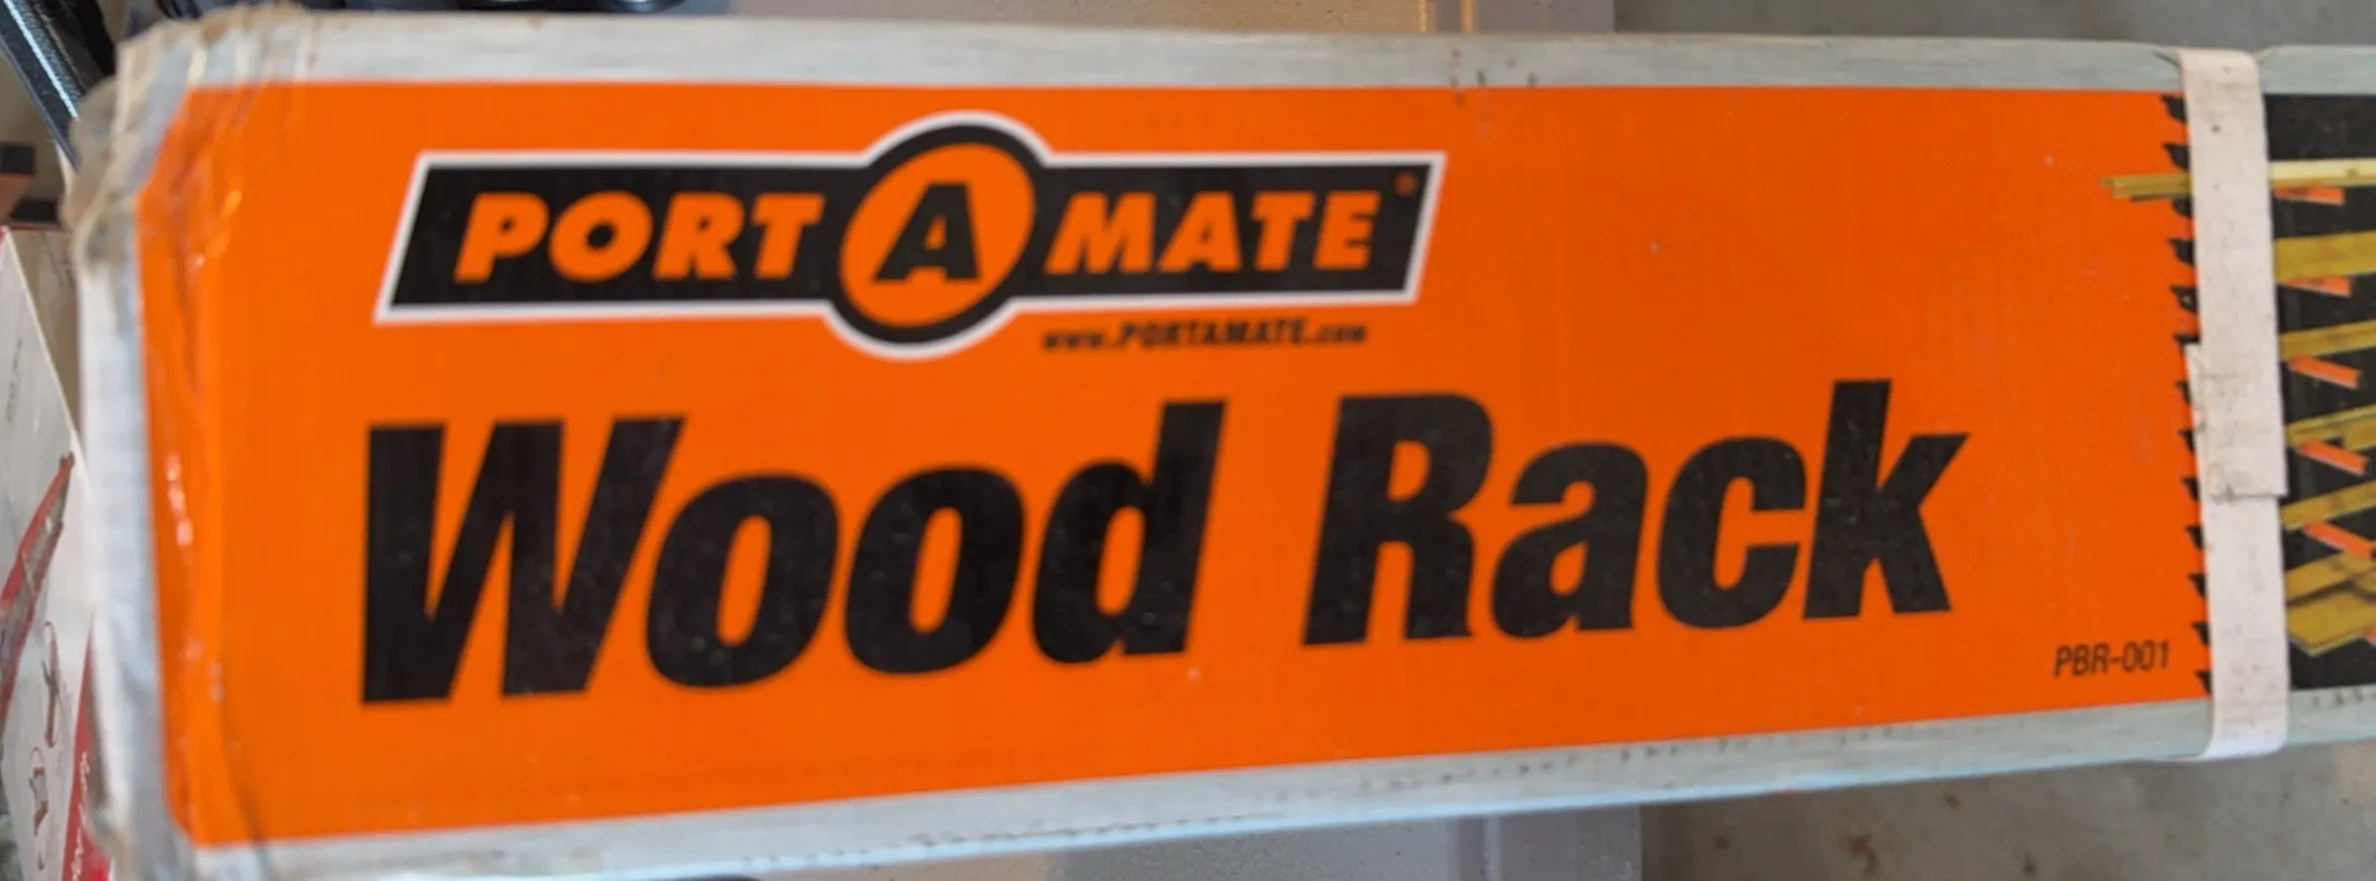 PORT A MATE®
www.PORTAMATE.com
Wood Rack
PBR-001